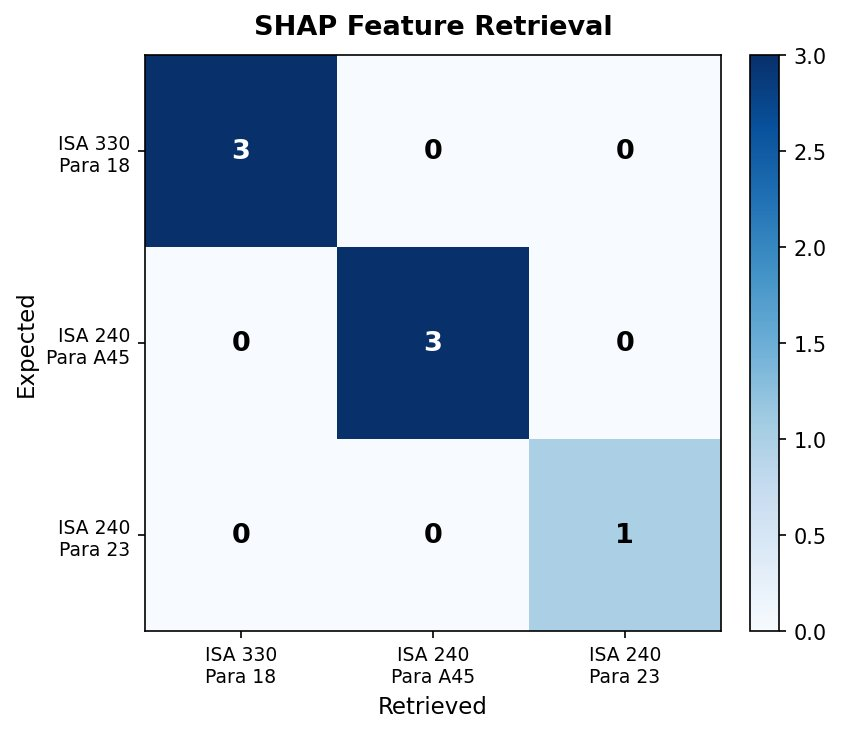 SHAP Feature Retrieval
Expected
ISA 330
Para 18
3
0
0
ISA 240
Para A45
0
3
0
ISA 240
Para 23
0
0
1
ISA 330
Para 18
ISA 240
Para A45
ISA 240
Para 23
Retrieved
3.0
2.5
2.0
1.5
1.0
0.5
0.0